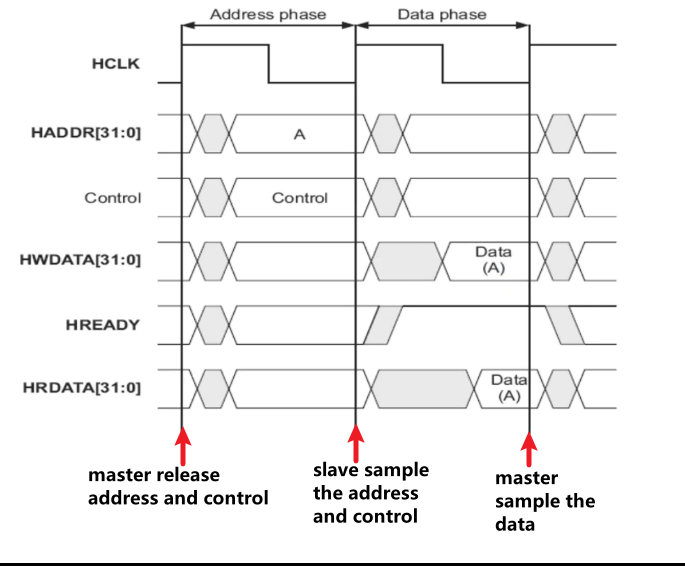 Address phase
Data phase
HCLK
HADDR[31:0]
A
Control
Control
HWDATA[31:0]
Data
(A)
HREADY
HRDATA[31:0]
Data
(A)
master release
address and control
slave sample
the address
and control
master
sample the
data